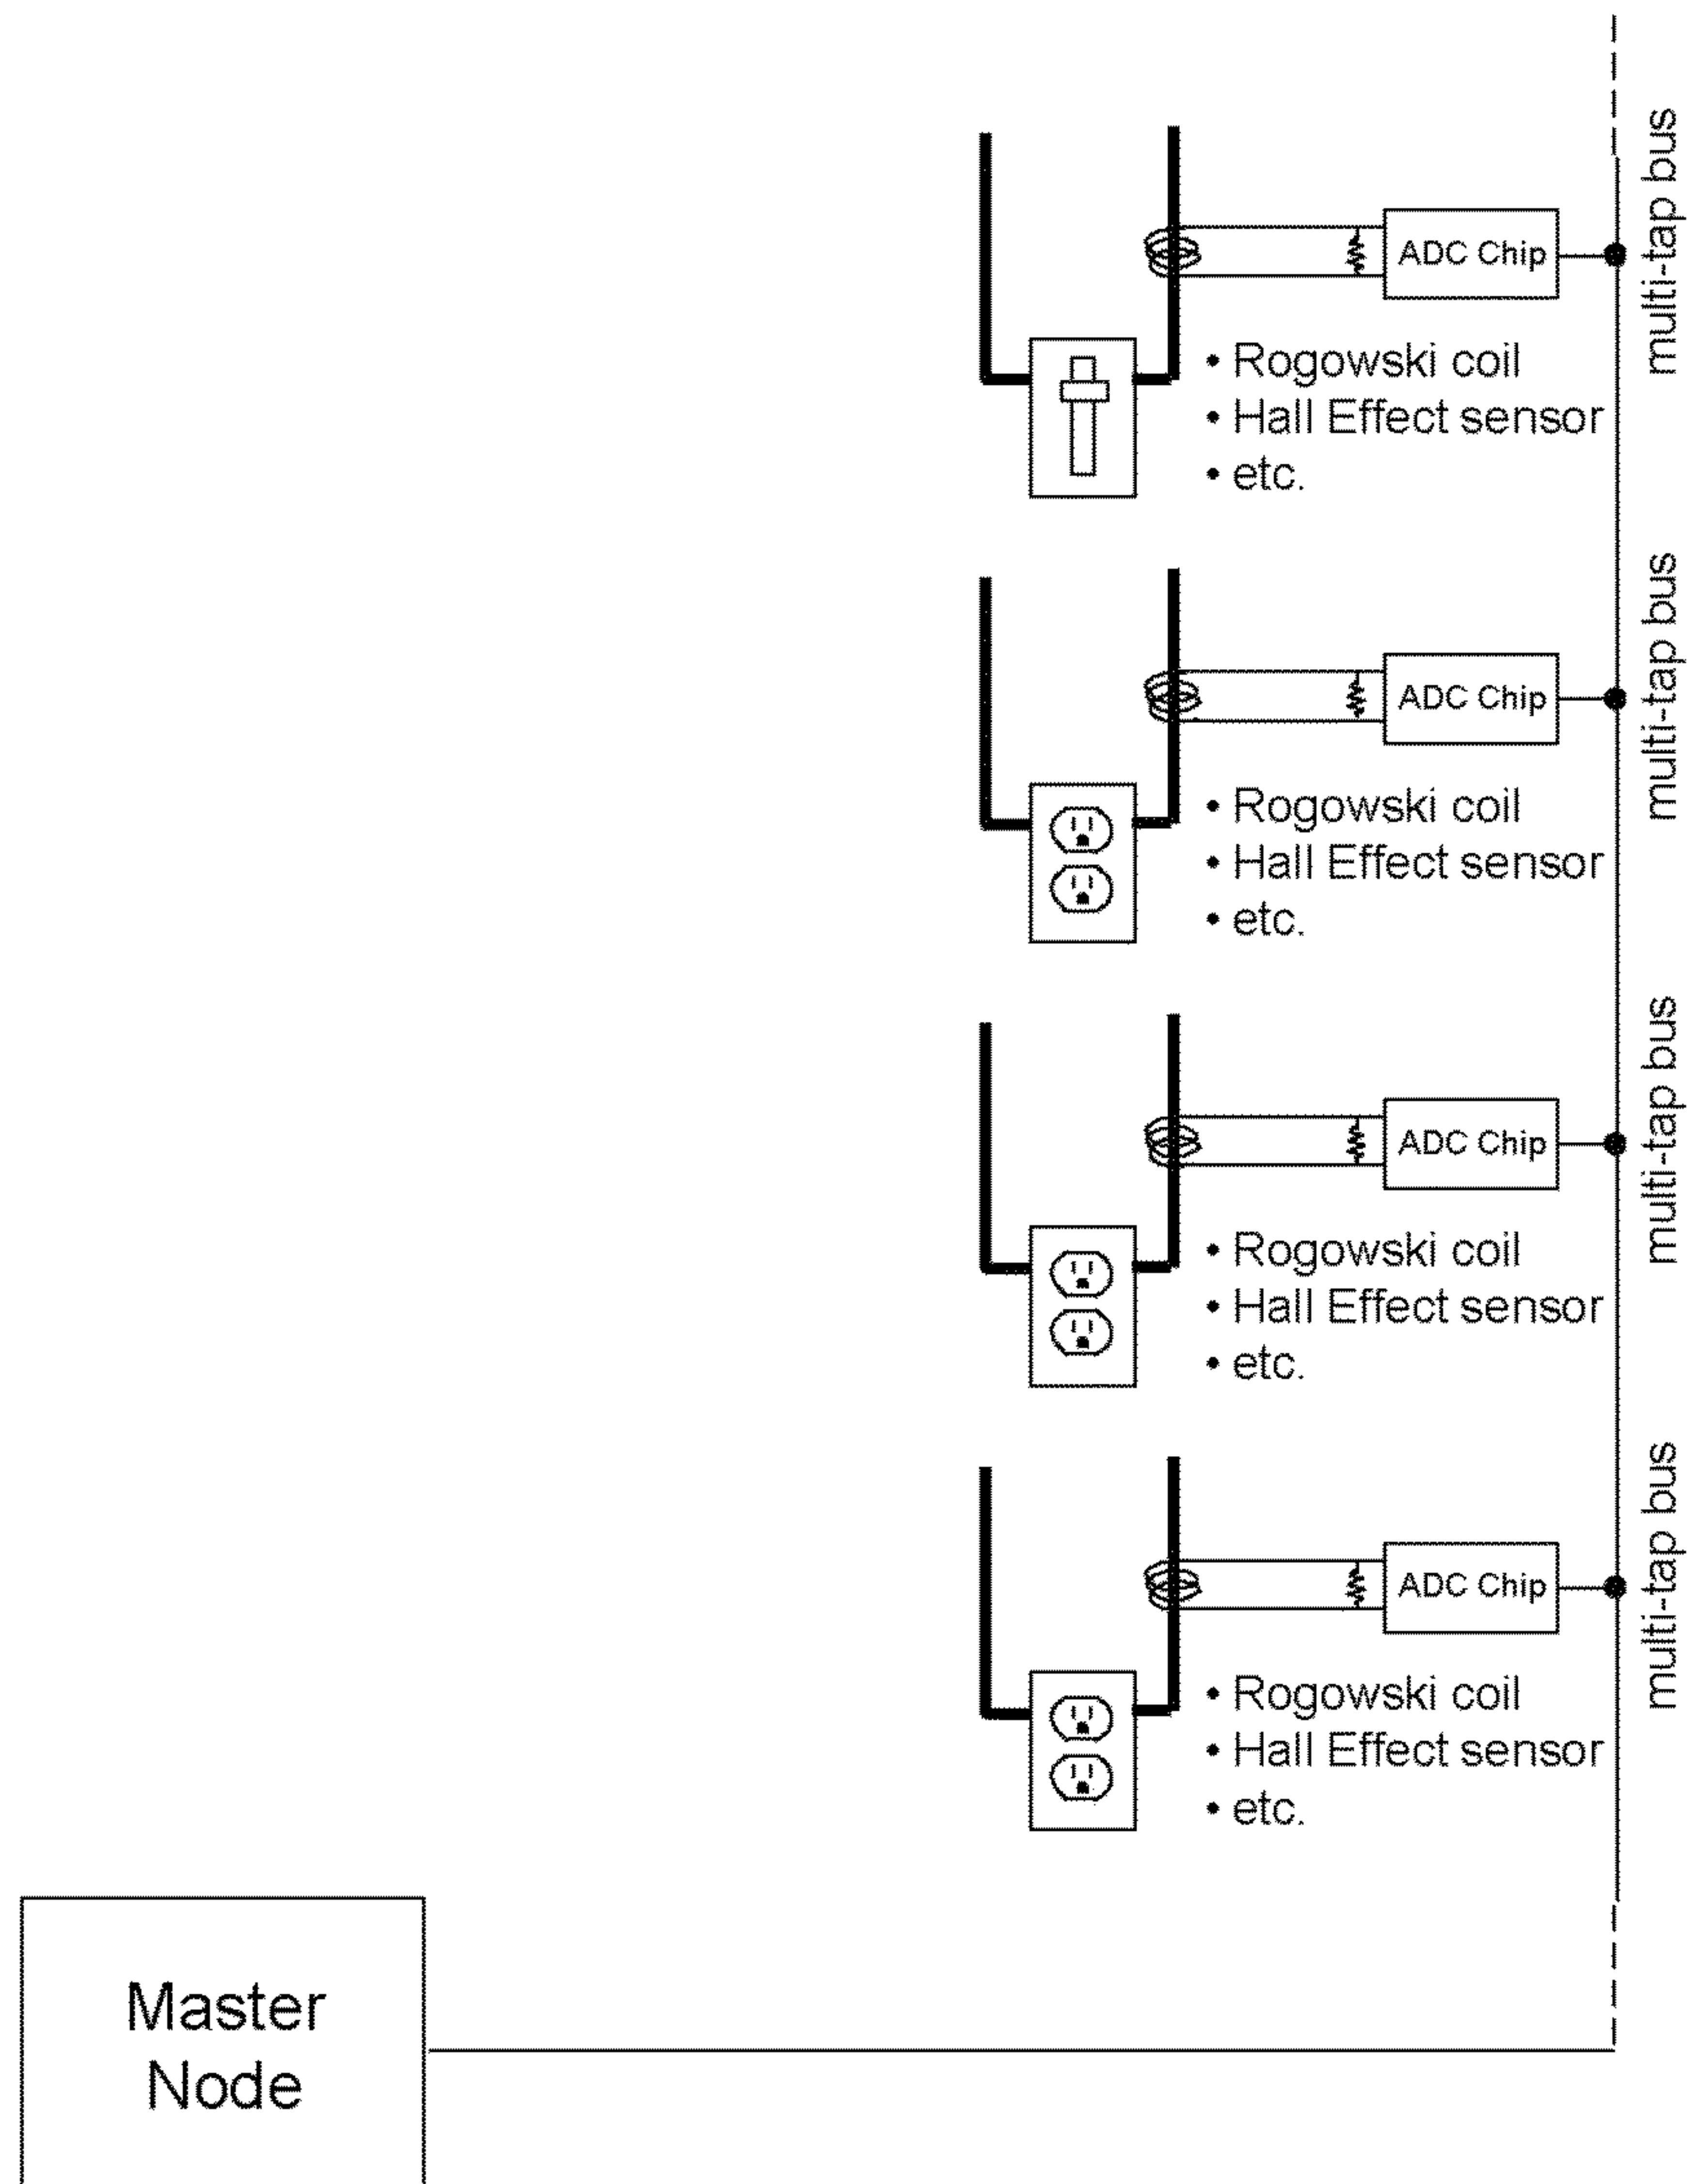 multi-tap bus
ADC Chip
• Rogowski coil
• Hall Effect sensor
• etc.
multi-tap bus
ADC Chip
• Rogowski coil
• Hall Effect sensor
• etc.
multi-tap bus
ADC Chip
• Rogowski coil
• Hall Effect sensor
• etc.
multi-tap bus
ADC Chip
• Rogowski coil
• Hall Effect sensor
• etc.
Master
Node